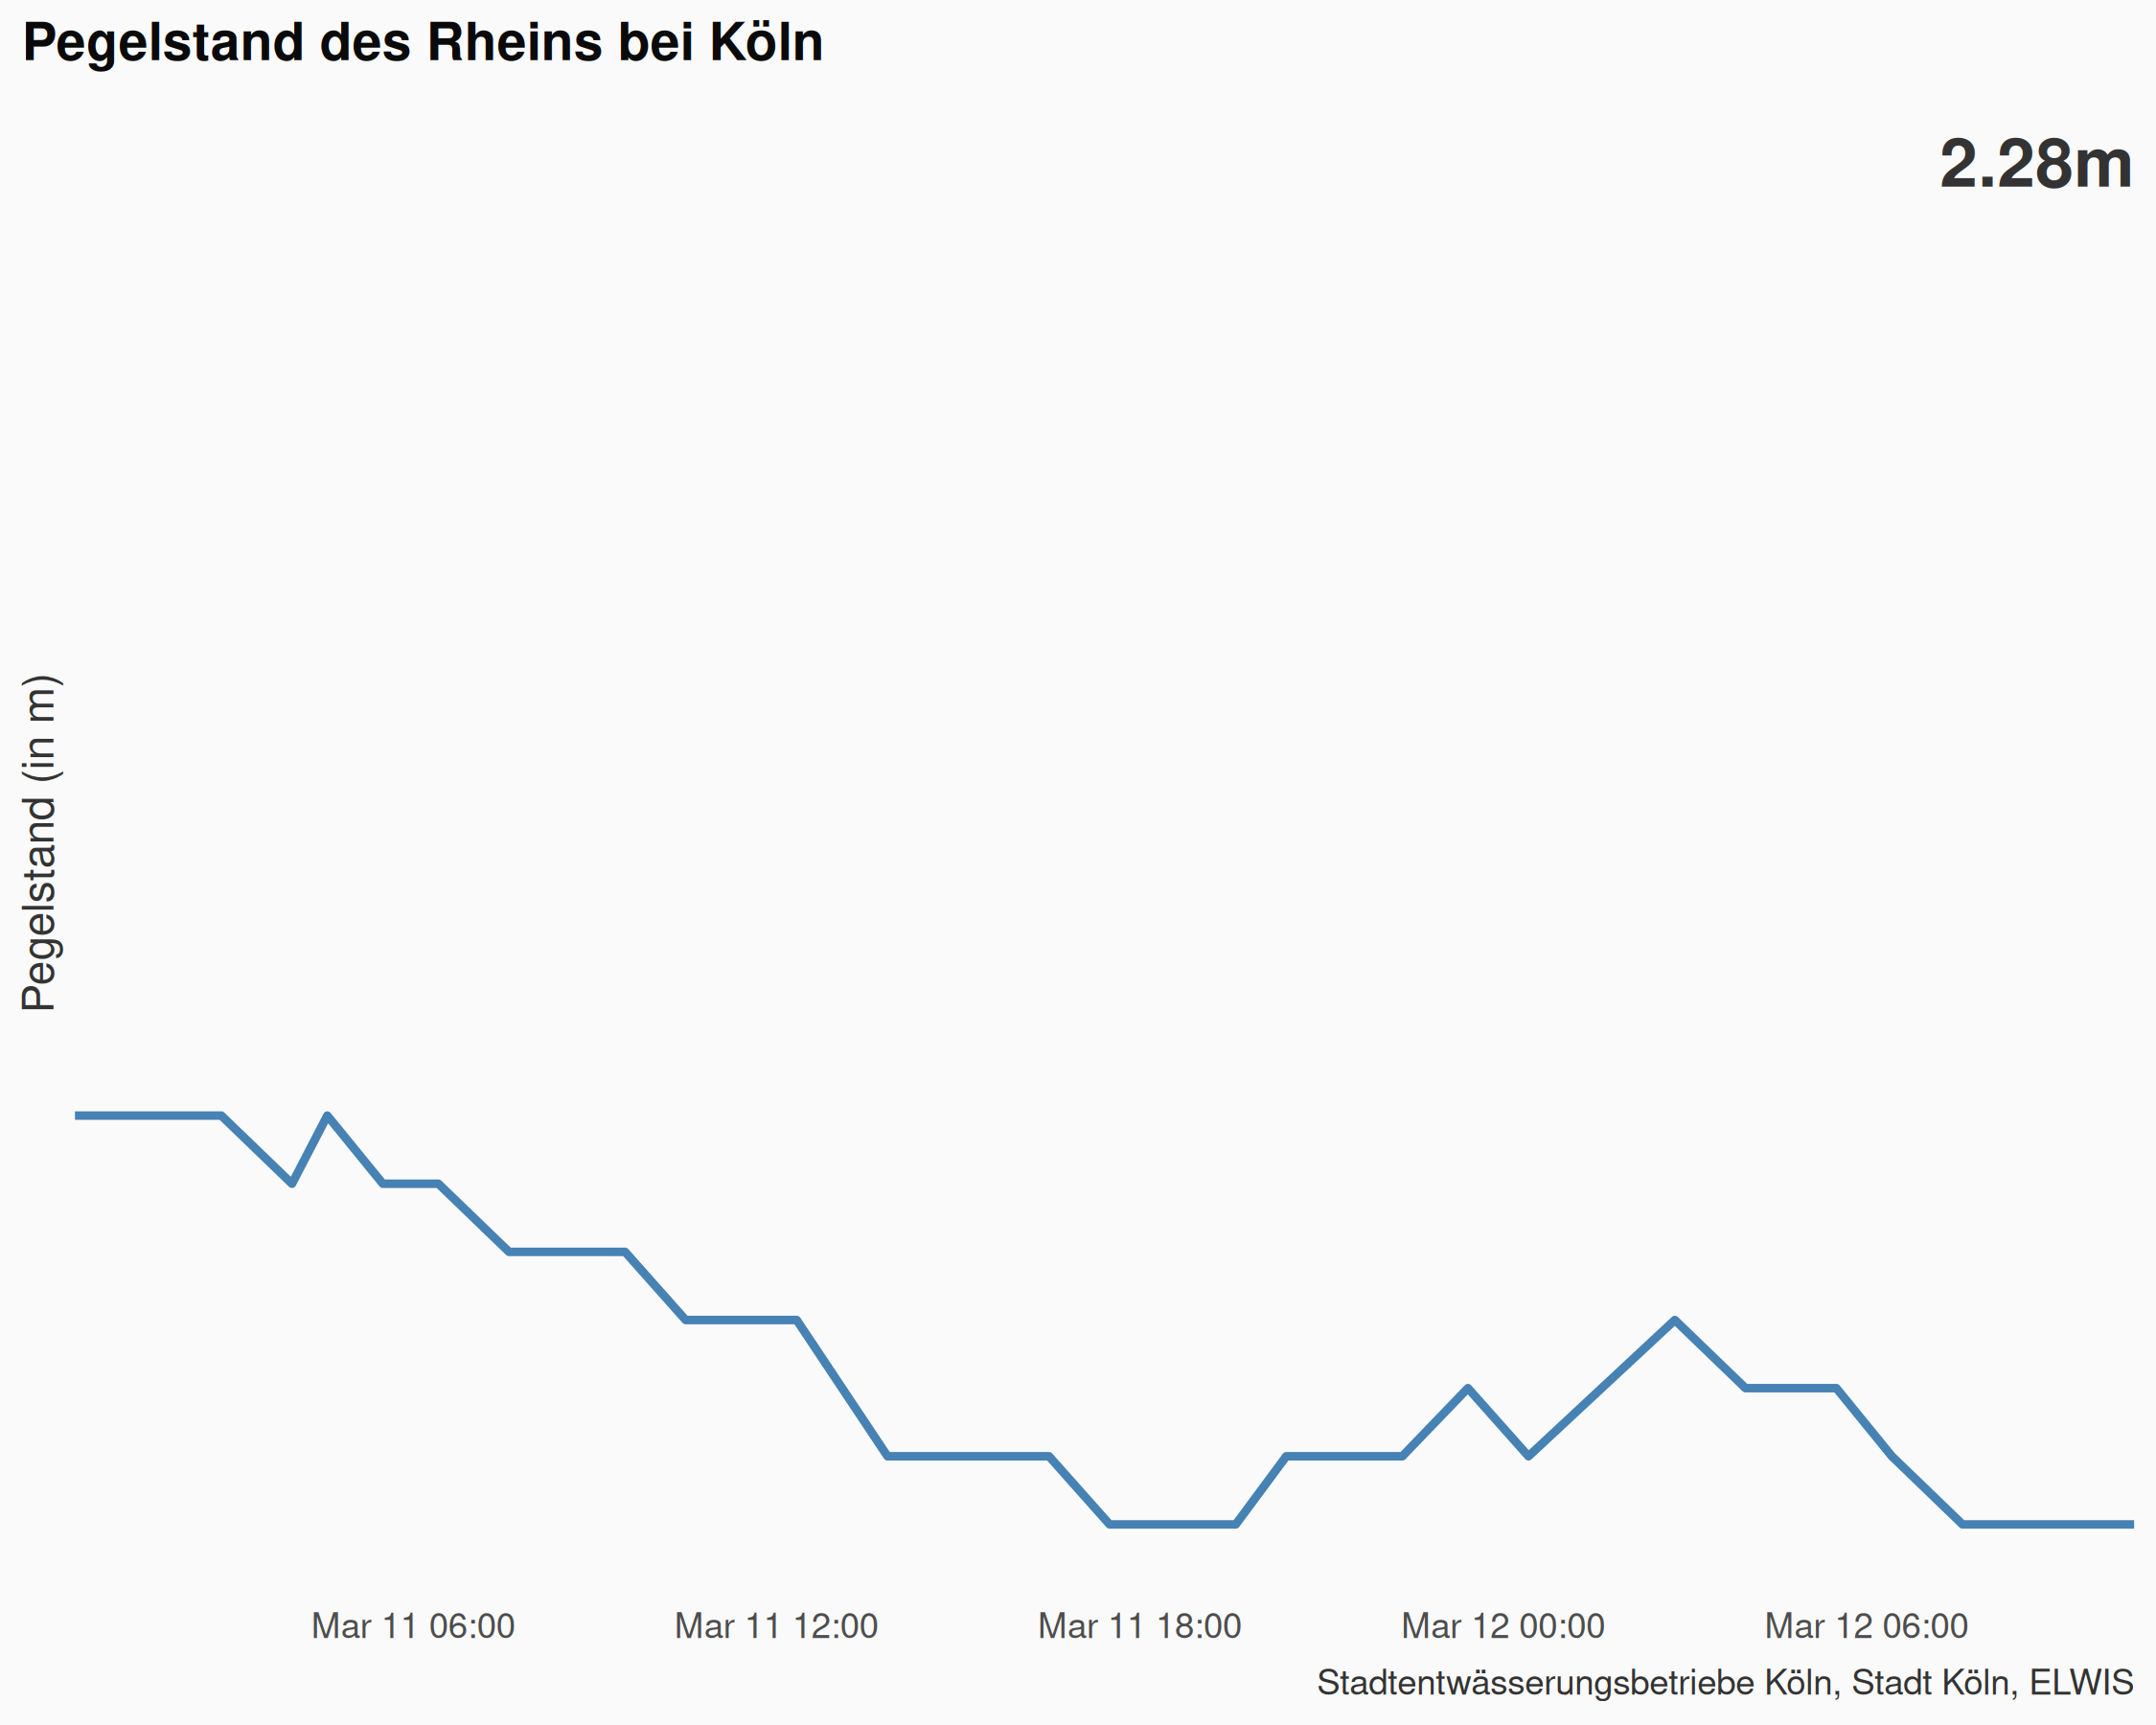 Pegelstand des Rheins bei Köln
2.28m
Pegelstand (in m)
Mar 11 06:00
Mar 11 12:00
Mar 11 18:00
Mar 12 00:00
Mar 12 06:00
Stadtentwässerungsbetriebe Köln, Stadt Köln, ELWIS